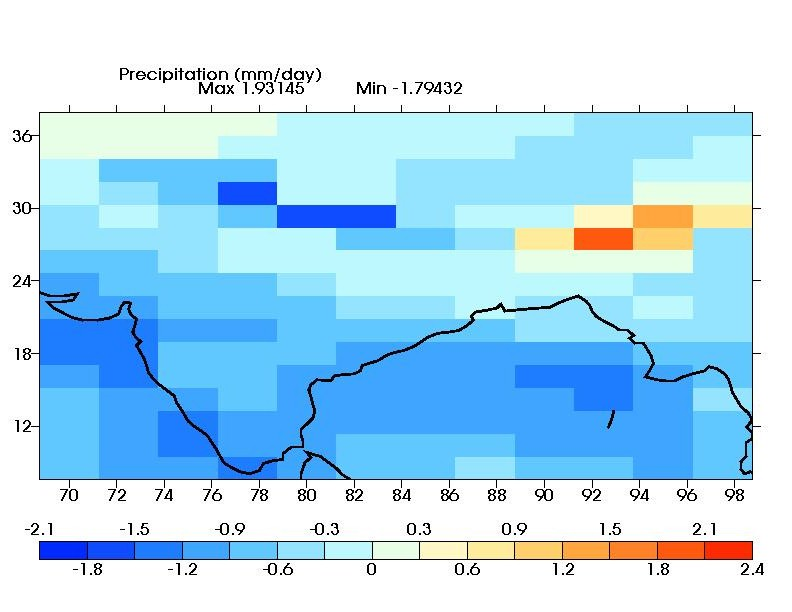 Precipitation (mm/day)
Max 1.93145 Min -1.79432
36
30
24
18
12
70 72 74 76 78 80 82 84 86 88 90 92 94 96 98
-2.1 -1.5 -0.9 -0.3 0.3 0.9 1.5 2.1
-1.8 -1.2 -0.6 0 0.6 1.2 1.8 2.4